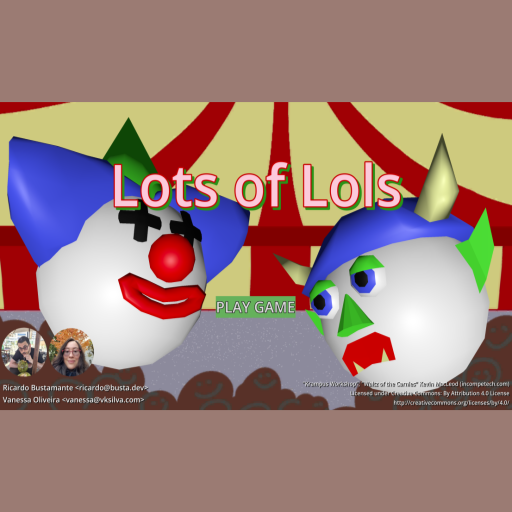 Lots of Lols
PLAY GAME
Ricardo Bustamante <ricardo@busta.dev>
Vanessa Oliveira <vanessa@vksilva.com>
"Krampus Workshop", "Waltz of the Carnies" Kevin MacLeod (incompetech.com)
Licensed under Creative Commons: By Attribution 4.0 License
http://creativecommons.org/licenses/by/4.0/